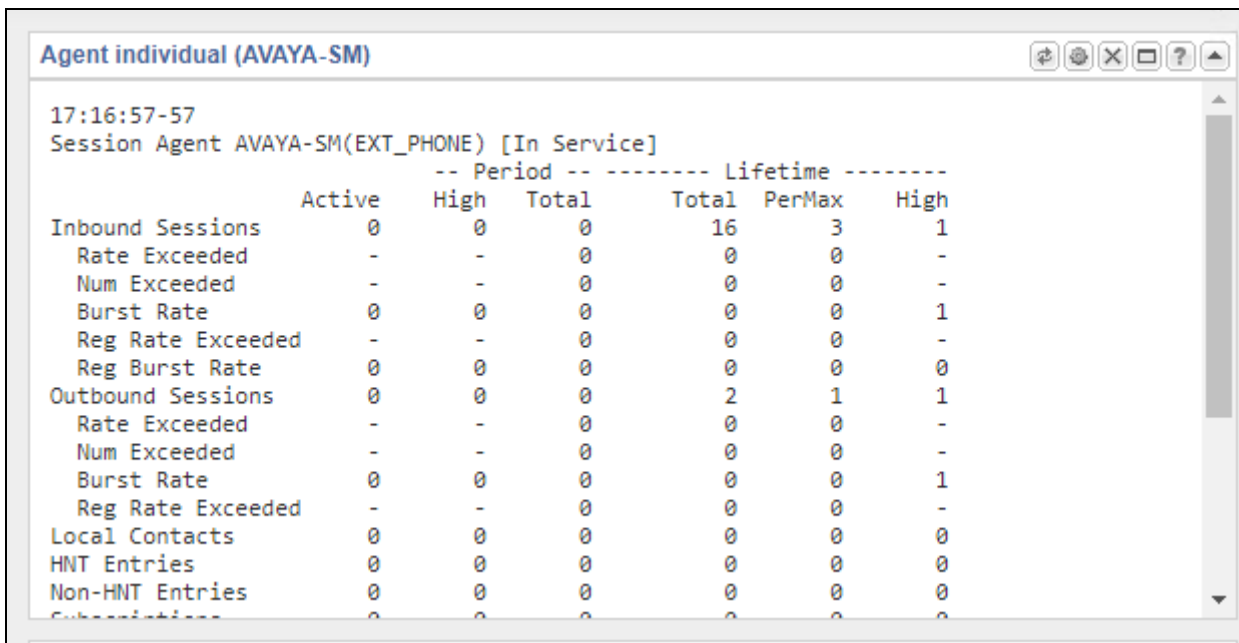 Agent individual (AVAYA-SM)
17:16:57-57
Session Agent AVAYA-SM(EXT_PHONE) [In Service]
-- Period -- -------- Lifetime --------
Active High Total Total PerMax High
Inbound Sessions 0 0 0 16 3 1
Rate Exceeded - - 0 0 0 -
Num Exceeded - - 0 0 0 -
Burst Rate 0 0 0 0 0 1
Reg Rate Exceeded - - 0 0 0 -
Reg Burst Rate 0 0 0 0 0 0
Outbound Sessions 0 0 0 2 1 1
Rate Exceeded - - 0 0 0 -
Num Exceeded - - 0 0 0 -
Burst Rate 0 0 0 0 0 1
Reg Rate Exceeded - - 0 0 0 -
Local Contacts 0 0 0 0 0 0
HNT Entries 0 0 0 0 0 0
Non-HNT Entries 0 0 0 0 0 0